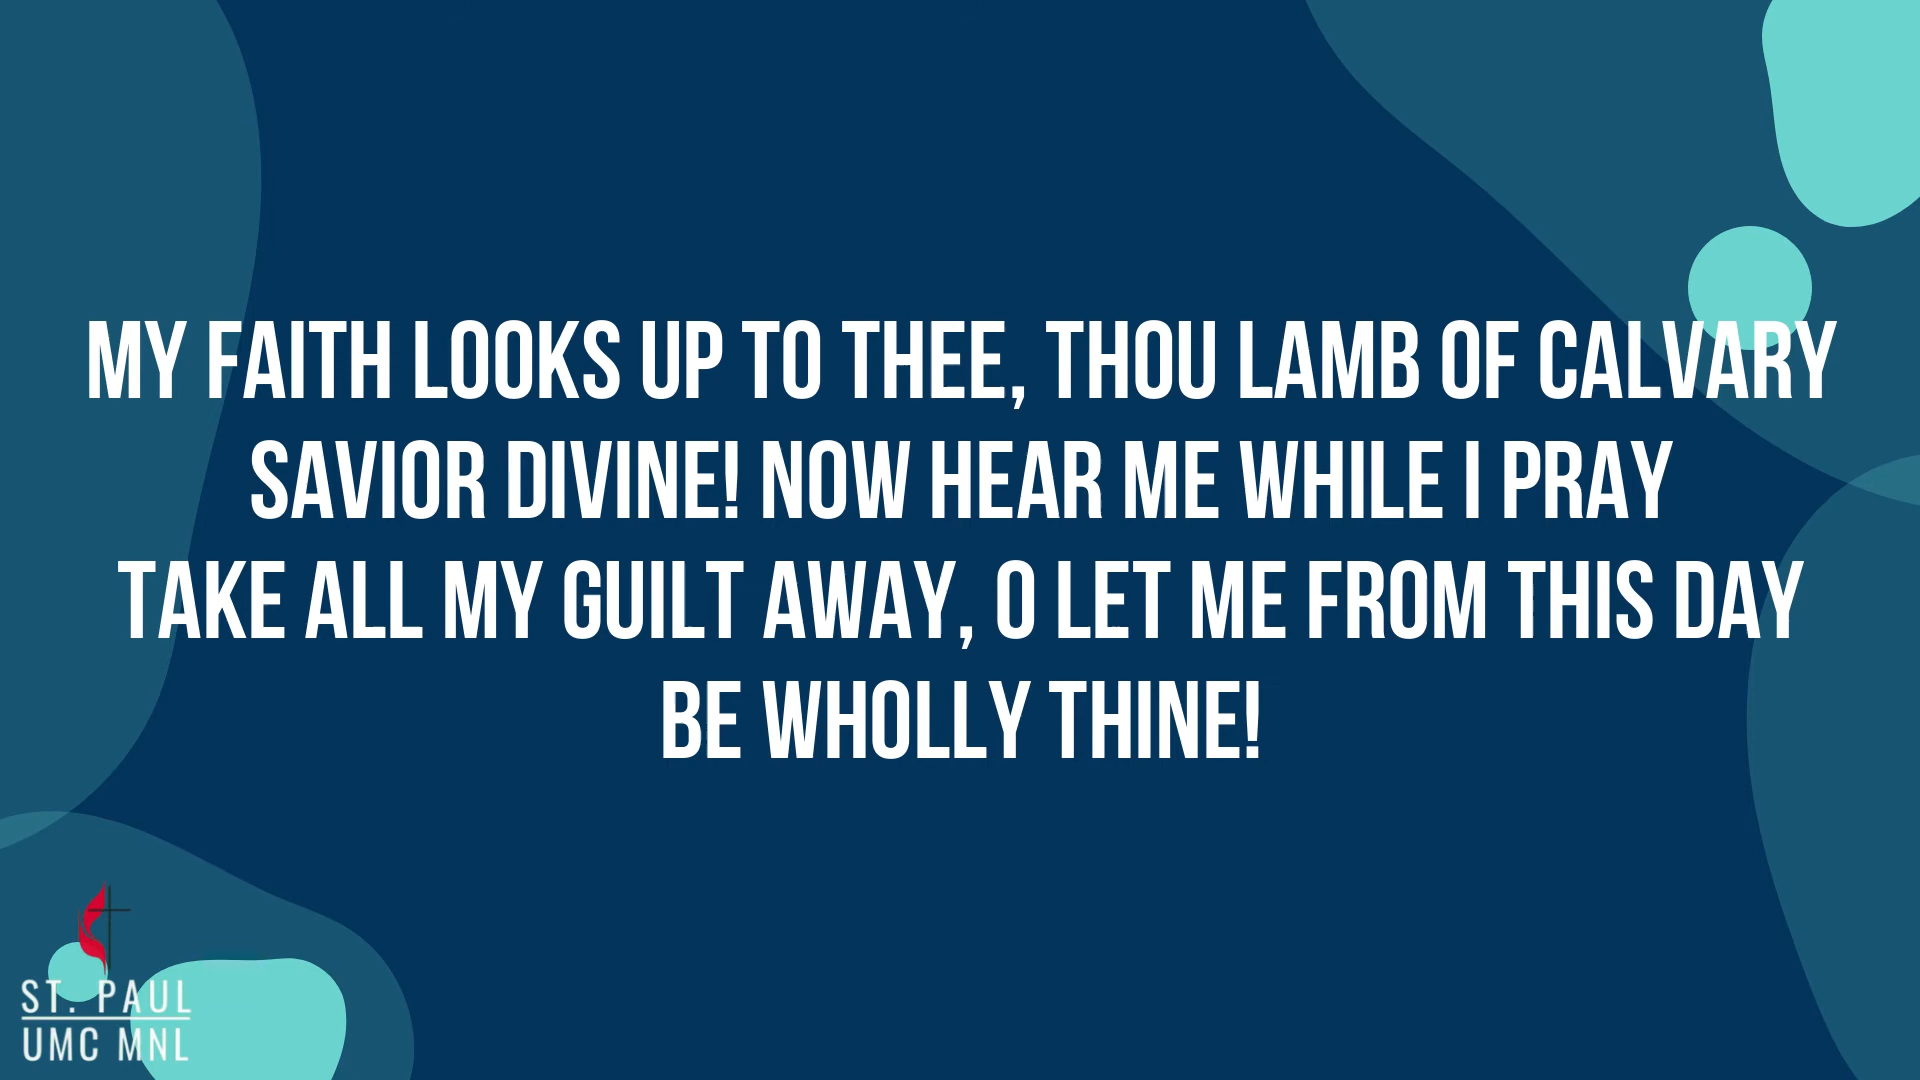 MY FAITH LOOKS UP TO THEE, THOU LAMB OF CALVARY
SAVIOR DIVINE! NOW HEAR ME WHILE I PRAY
TAKE ALL MY GUILT AWAY, O LET ME FROM THIS DAY
BE WHOLLY THINE!
ST. PAUL
UMC MNL